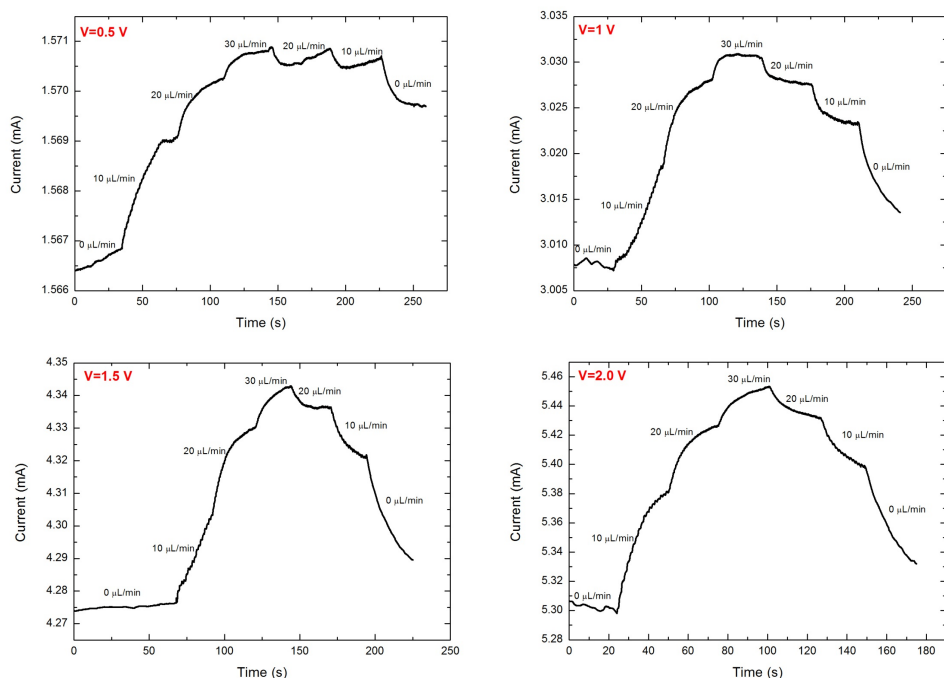 V=0.5 V
1.571
1.570
1.569
1.568
1.567
1.566
Current (mA)
0 µL/min
10 µL/min
20 µL/min
30 µL/min
20 µL/min
10 µL/min
0 µL/min
0 50 100 150 200 250
Time (s)
V=1 V
3.030
3.025
3.020
3.015
3.010
3.005
Current (mA)
0 µL/min
10 µL/min
20 µL/min
30 µL/min
20 µL/min
10 µL/min
0 µL/min
0 50 100 150 200 250
Time (s)
V=1.5 V
4.35
4.34
4.33
4.32
4.31
4.30
4.29
4.28
4.27
Current (mA)
0 µL/min
10 µL/min
20 µL/min
30 µL/min
20 µL/min
10 µL/min
0 µL/min
0 50 100 150 200 250
Time (s)
V=2.0 V
5.46
5.44
5.42
5.40
5.38
5.36
5.34
5.32
5.30
5.28
Current (mA)
0 µL/min
10 µL/min
20 µL/min
30 µL/min
20 µL/min
10 µL/min
0 µL/min
0 20 40 60 80 100 120 140 160 180
Time (s)